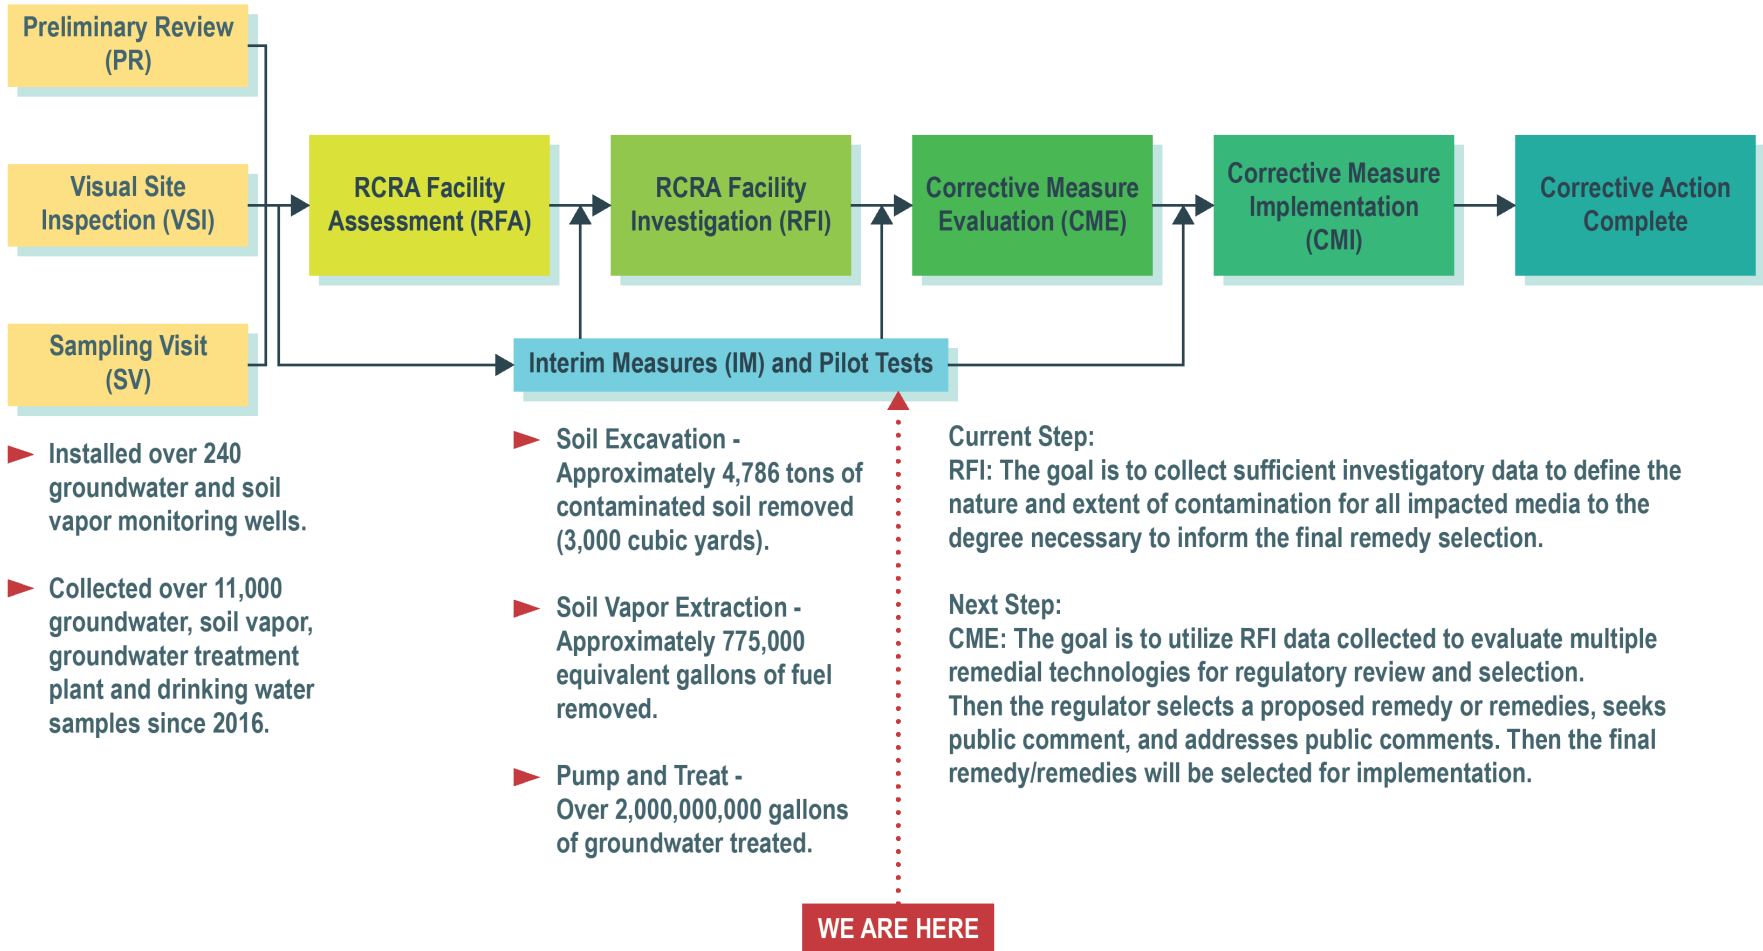 Preliminary Review
(PR)
Visual Site
Inspection (VSI)
Sampling Visit
(SV)
RCRA Facility
Assessment (RFA)
RCRA Facility
Investigation (RFI)
Corrective Measure
Evaluation (CME)
Corrective Measure
Implementation
(CMI)
Corrective Action
Complete
Interim Measures (IM) and Pilot Tests
Installed over 240
groundwater and soil
vapor monitoring wells.
Collected over 11,000
groundwater, soil vapor,
groundwater treatment
plant and drinking water
samples since 2016.
Soil Excavation -
Approximately 4,786 tons of
contaminated soil removed
(3,000 cubic yards).
Soil Vapor Extraction -
Approximately 775,000
equivalent gallons of fuel
removed.
Pump and Treat -
Over 2,000,000,000 gallons
of groundwater treated.
Current Step:
RFI: The goal is to collect sufficient investigatory data to define the
nature and extent of contamination for all impacted media to the
degree necessary to inform the final remedy selection.
Next Step:
CME: The goal is to utilize RFI data collected to evaluate multiple
remedial technologies for regulatory review and selection.
Then the regulator selects a proposed remedy or remedies, seeks
public comment, and addresses public comments. Then the final
remedy/remedies will be selected for implementation.
WE ARE HERE